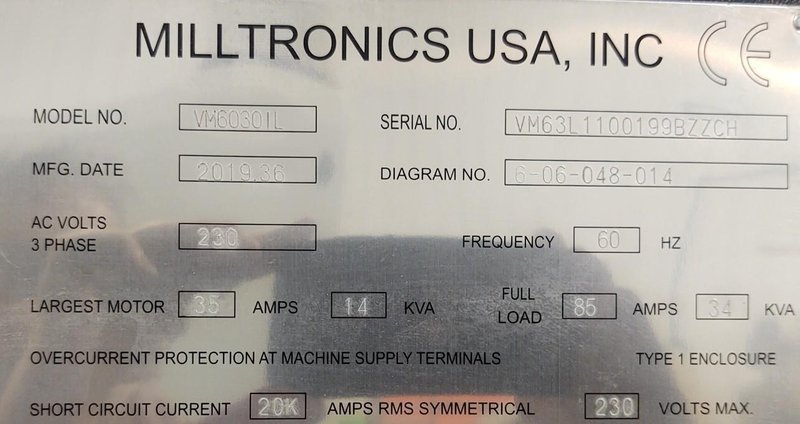 MILLTRONICS USA, INC CE
MODEL NO. VM6030IL SERIAL NO. VM63L1100199BZZCH
MFG. DATE 2019.36 DIAGRAM NO. 6-06-048-014
AC VOLTS
3 PHASE 230 FREQUENCY 60 HZ
LARGEST MOTOR 35 AMPS 14 KVA FULL LOAD 85 AMPS 34 KVA
OVERCURRENT PROTECTION AT MACHINE SUPPLY TERMINALS TYPE 1 ENCLOSURE
SHORT CIRCUIT CURRENT 20K AMPS RMS SYMMETRICAL 230 VOLTS MAX.